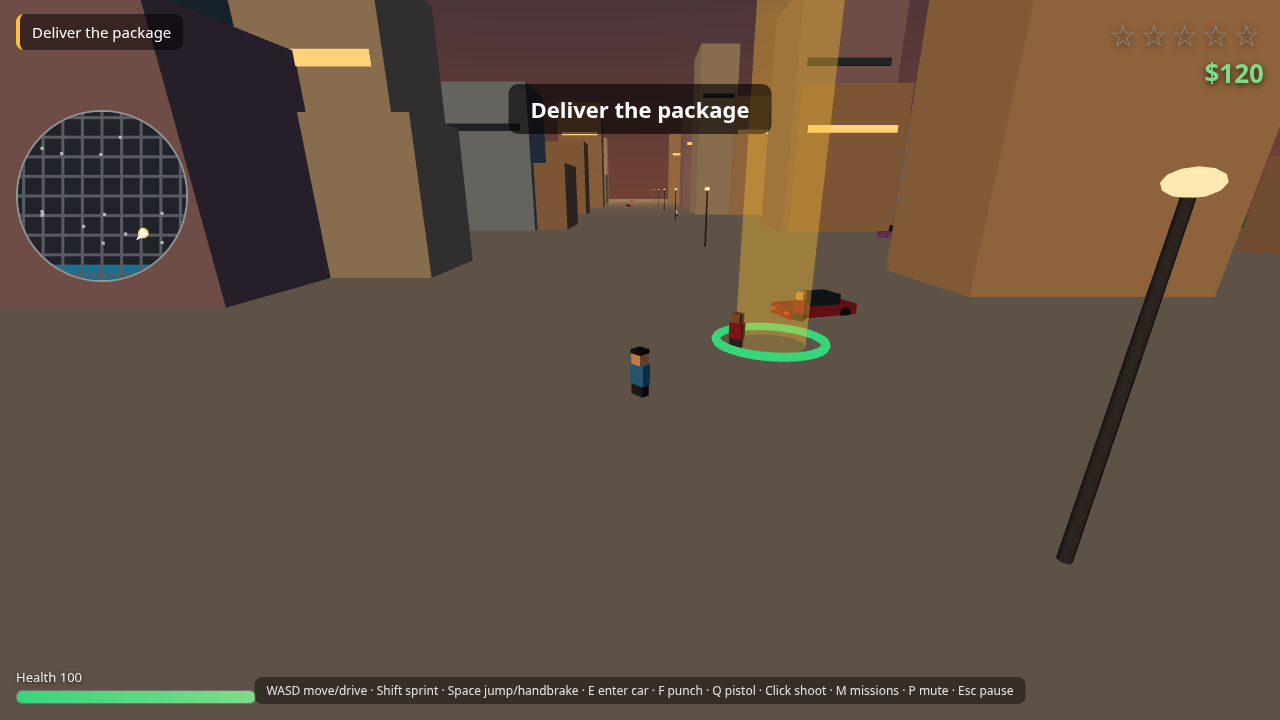 Deliver the package
☆☆☆☆☆
$120
Deliver the package
Health 100
WASD move/drive · Shift sprint · Space jump/handbrake · E enter car · F punch · Q pistol · Click shoot · M missions · P mute · Esc pause